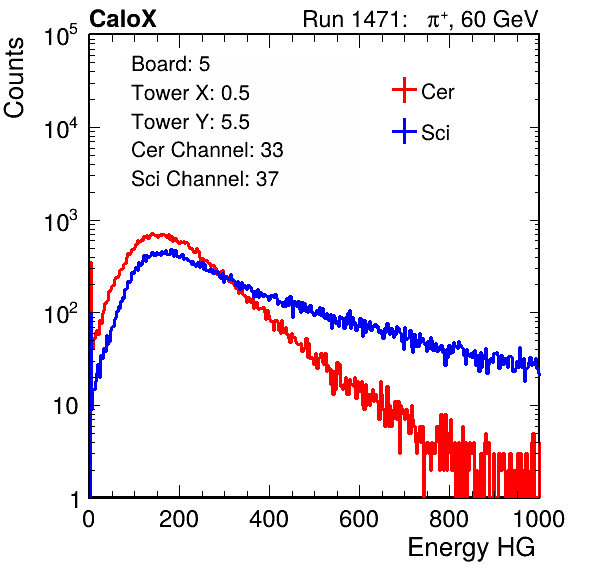 CaloX Run 1471: π⁺, 60 GeV
Counts
10⁵
10⁴
10³
10²
10
1
Board: 5
Tower X: 0.5
Tower Y: 5.5
Cer Channel: 33
Sci Channel: 37
Cer
Sci
0 200 400 600 800 1000
Energy HG